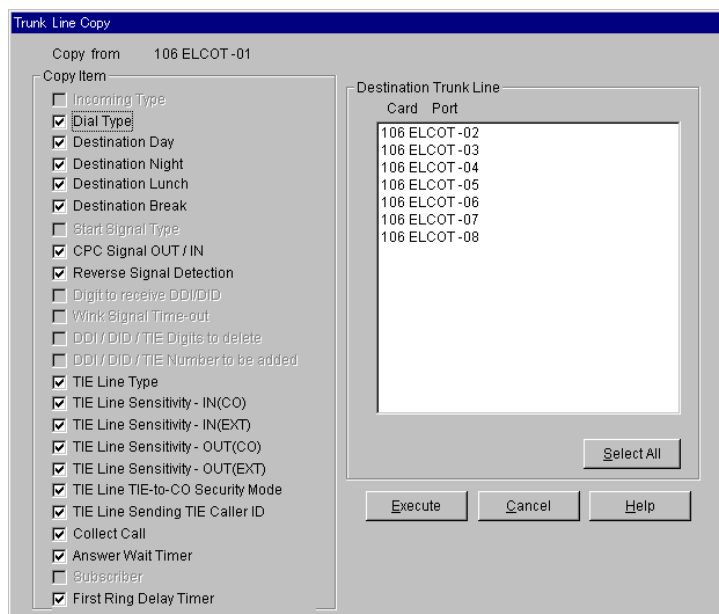 Trunk Line Copy
Copy from 106 ELCOT-01
Copy Item
Incoming Type
Dial Type
Destination Day
Destination Night
Destination Lunch
Destination Break
Start Signal Type
CPC Signal OUT / IN
Reverse Signal Detection
Digit to receive DDI/DID
Wink Signal Time-out
DDI / DID / TIE Digits to delete
DDI / DID / TIE Number to be added
TIE Line Type
TIE Line Sensitivity - IN(CO)
TIE Line Sensitivity - IN(EXT)
TIE Line Sensitivity - OUT(CO)
TIE Line Sensitivity - OUT(EXT)
TIE Line TIE-to-CO Security Mode
TIE Line Sending TIE Caller ID
Collect Call
Answer Wait Timer
Subscriber
First Ring Delay Timer
Destination Trunk Line
Card Port
106 ELCOT-02
106 ELCOT-03
106 ELCOT-04
106 ELCOT-05
106 ELCOT-06
106 ELCOT-07
106 ELCOT-08
Select All
Execute Cancel Help